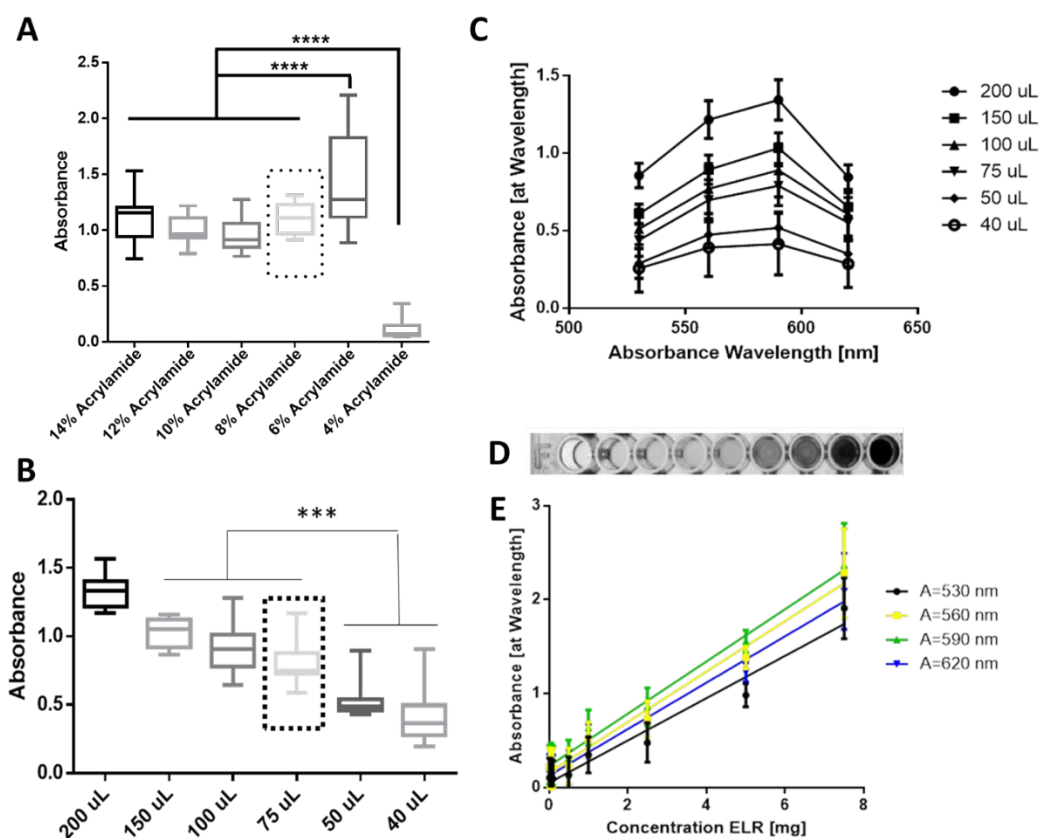 A
****
****
2.5
2.0
1.5
1.0
0.5
0.0
Absorbance
14% Acrylamide
12% Acrylamide
10% Acrylamide
8% Acrylamide
6% Acrylamide
4% Acrylamide
B
***
2.0
1.5
1.0
0.5
0.0
Absorbance
200 uL
150 uL
100 uL
75 uL
50 uL
40 uL
C
1.5
1.0
0.5
0.0
Absorbance [at Wavelength]
500
550
600
650
Absorbance Wavelength [nm]
200 uL
150 uL
100 uL
75 uL
50 uL
40 uL
D
E
3
2
1
0
Absorbance [at Wavelength]
0
2
4
6
8
Concentration ELR [mg]
A=530 nm
A=560 nm
A=590 nm
A=620 nm